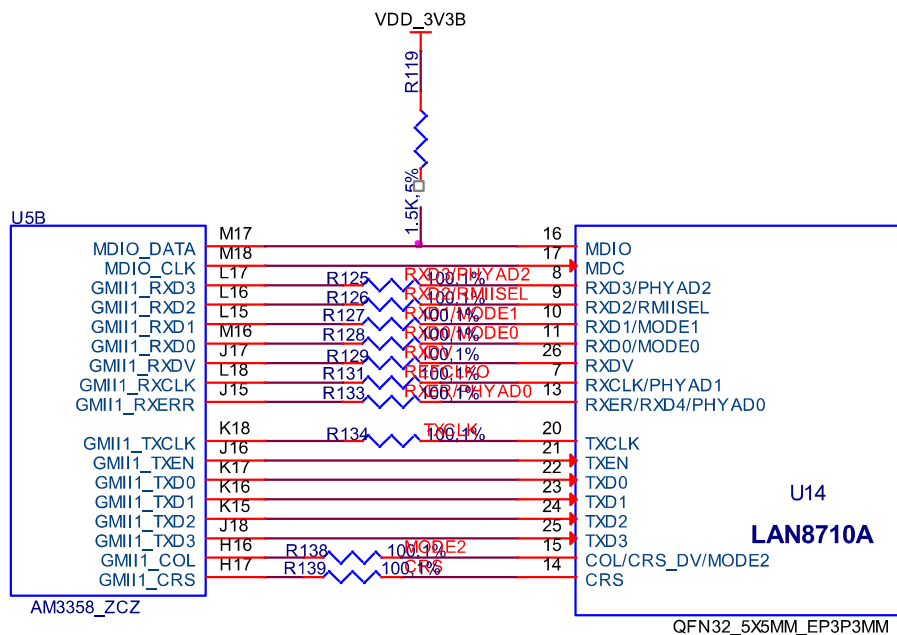 VDD_3V3B
R119
1.5K,5%
U5B
M17 16
MDIO_DATA MDIO
M18 17
MDIO_CLK MDC
L17 R125 RXD3/PHYAD2 100,1% 8
GMII1_RXD3 RXD3/PHYAD2
L16 R126 RXD2/RMIISEL 100,1% 9
GMII1_RXD2 RXD2/RMIISEL
L15 R127 RXD1/MODE1 100,1% 10
GMII1_RXD1 RXD1/MODE1
M16 R128 RXD0/MODE0 100,1% 11
GMII1_RXD0 RXD0/MODE0
J17 R129 RXDV 100,1% 26
GMII1_RXDV RXDV
L18 R131 REFCLKO 100,1% 7
GMII1_RXCLK RXCLK/PHYAD1
J15 R133 RXER/PHYAD0 100,1% 13
GMII1_RXERR RXER/RXD4/PHYAD0
K18 R134 TXCLK 100,1% 20
GMII1_TXCLK TXCLK
J16 21
GMII1_TXEN TXEN
K17 22
GMII1_TXD0 TXD0
K16 23
GMII1_TXD1 TXD1
K15 24
GMII1_TXD2 TXD2
J18 25
GMII1_TXD3 TXD3
H16 R138 MODE2 100,1% 15
GMII1_COL COL/CRS_DV/MODE2
H17 R139 CRS 100,1% 14
GMII1_CRS CRS
U14
LAN8710A
AM3358_ZCZ
QFN32_5X5MM_EP3P3MM